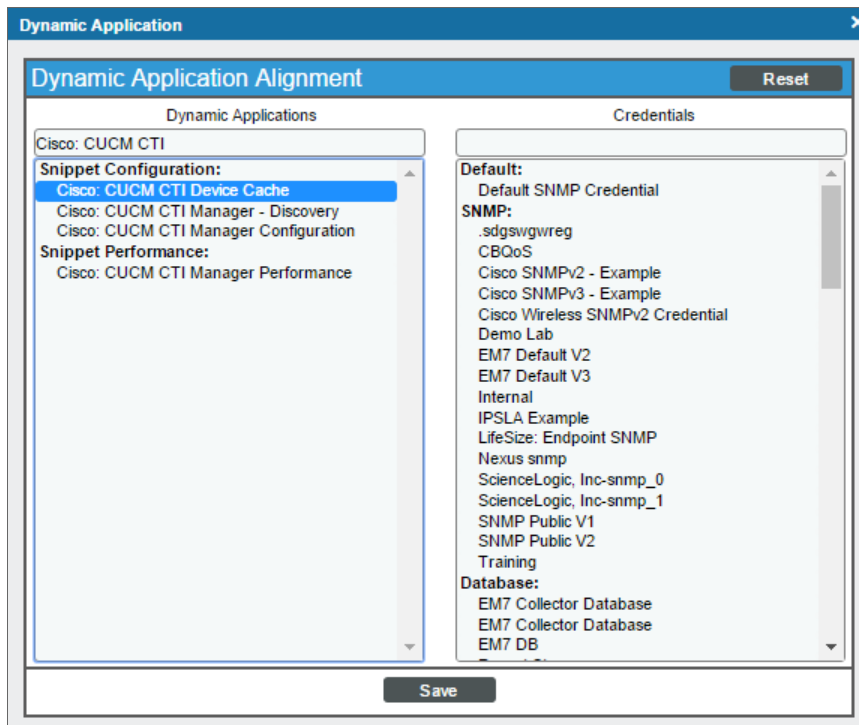 Dynamic Application
Dynamic Application Alignment
Reset
Dynamic Applications
Cisco: CUCM CTI
Snippet Configuration:
Cisco: CUCM CTI Device Cache
Cisco: CUCM CTI Manager - Discovery
Cisco: CUCM CTI Manager Configuration
Snippet Performance:
Cisco: CUCM CTI Manager Performance
Credentials
Default:
Default SNMP Credential
SNMP:
.sdgswgwreg
CBQoS
Cisco SNMPv2 - Example
Cisco SNMPv3 - Example
Cisco Wireless SNMPv2 Credential
Demo Lab
EM7 Default V2
EM7 Default V3
Internal
IPSLA Example
LifeSize: Endpoint SNMP
Nexus snmp
ScienceLogic, Inc-snmp_0
ScienceLogic, Inc-snmp_1
SNMP Public V1
SNMP Public V2
Training
Database:
EM7 Collector Database
EM7 Collector Database
EM7 DB
Save